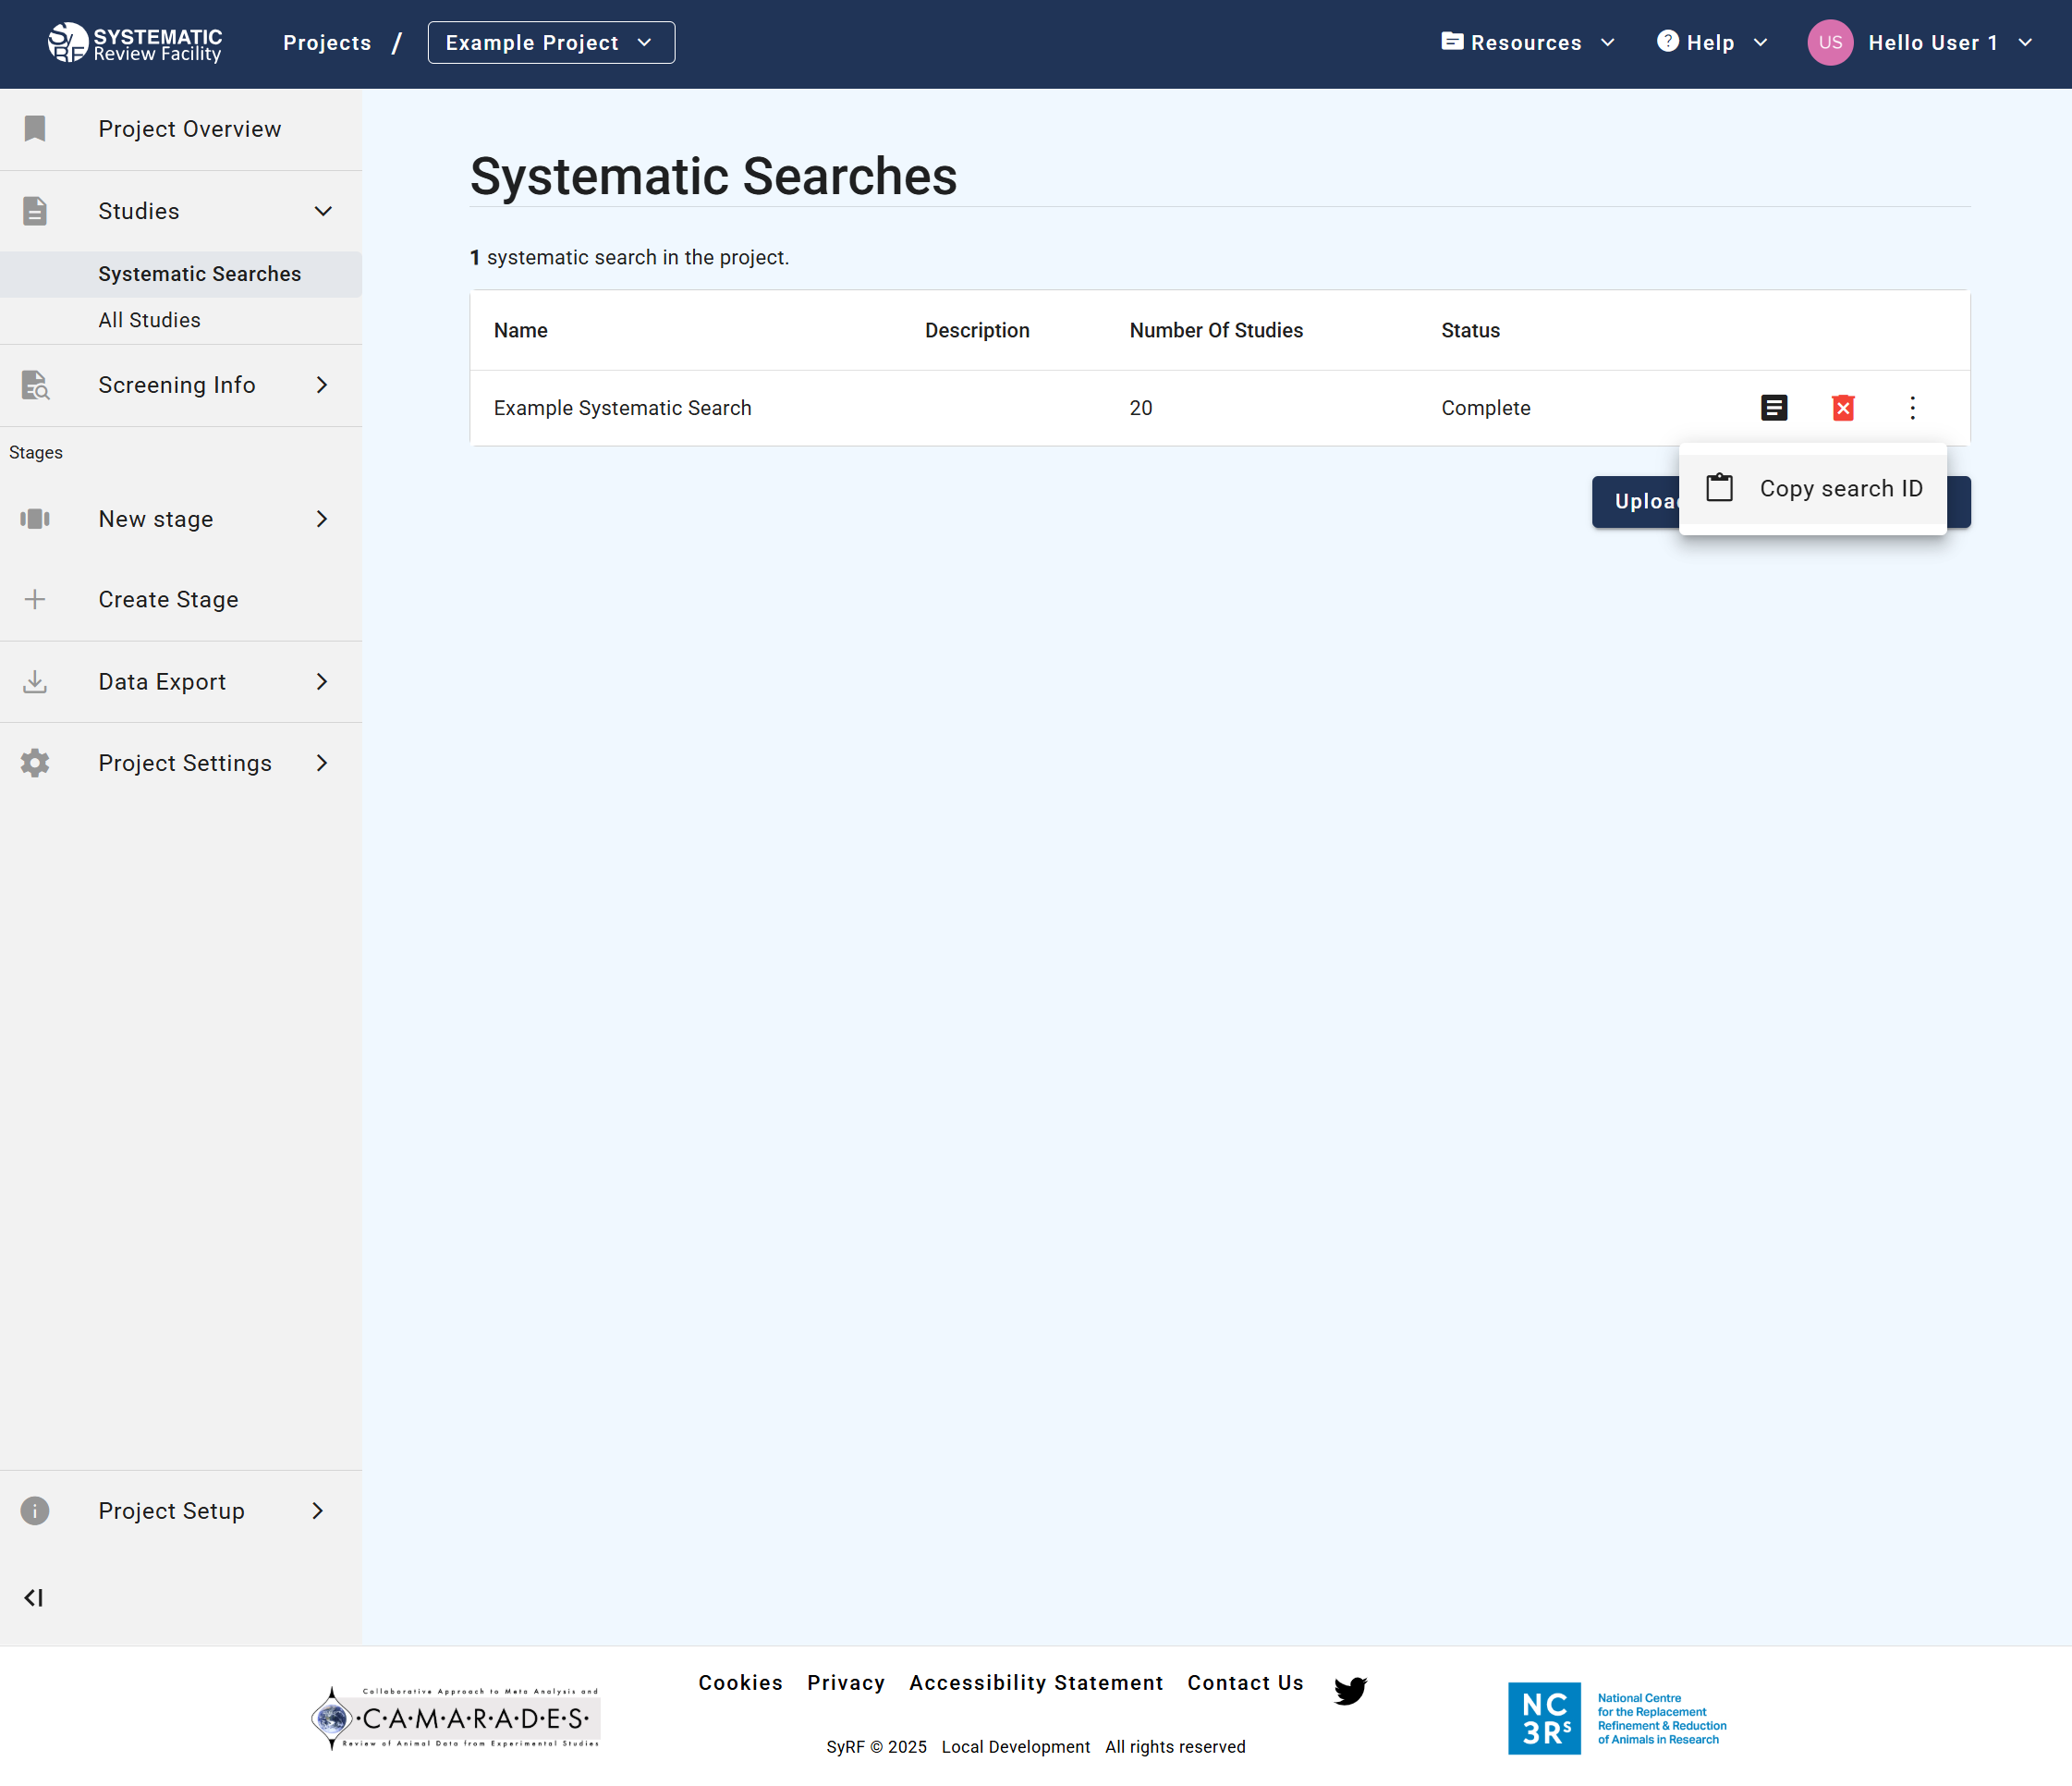 SYSTEMATIC
Review Facility
SyRF
Projects / Example Project
Resources
? Help
US Hello User 1
Project Overview
Studies
Systematic Searches
All Studies
Screening Info
Stages
New stage
Create Stage
Data Export
Project Settings
Project Setup
Systematic Searches
1 systematic search in the project.
Name Description Number Of Studies Status
Example Systematic Search 20 Complete
Copy search ID
Cookies Privacy Accessibility Statement Contact Us
SyRF © 2025 Local Development All rights reserved
Collaborative Approach to Meta Analysis and
·C·A·M·A·R·A·D·E·S·
Review of Animal Data from Experimental Studies
NC
3Rs
National Centre
for the Replacement
Refinement & Reduction
of Animals in Research